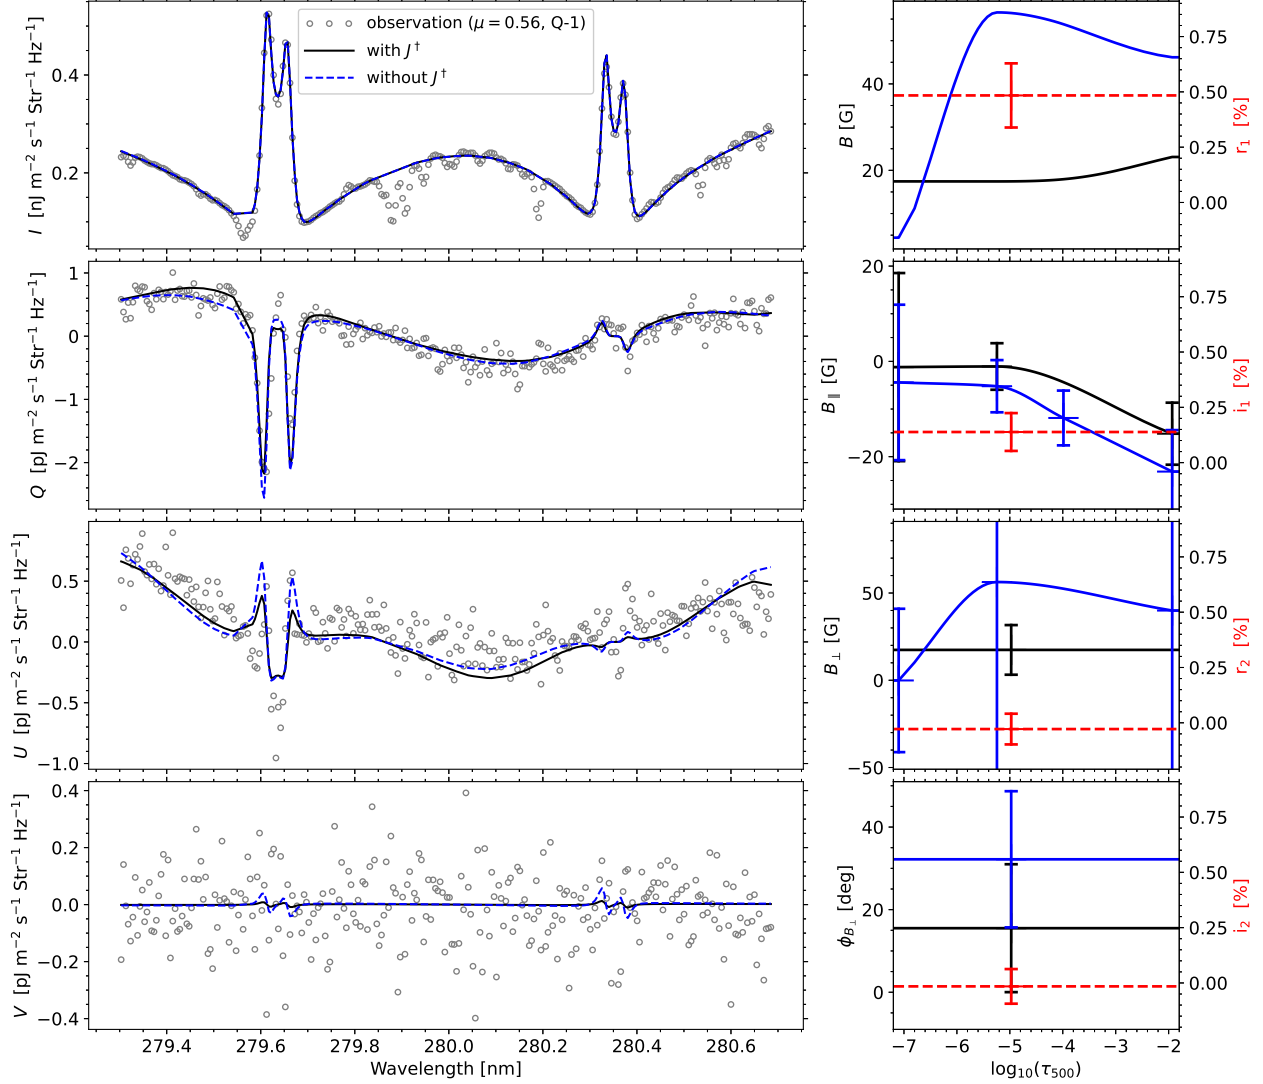 observation (μ = 0.56, Q-1)
with J†
without J†
I [nJ m−2 s−1 Str−1 Hz−1]
0.4
0.2
B [G]
40
20
0.75
0.50
0.25
0.00
r1 [%]
Q [pJ m−2 s−1 Str−1 Hz−1]
1
0
−1
−2
B∥ [G]
20
0
−20
0.75
0.50
0.25
0.00
i1 [%]
U [pJ m−2 s−1 Str−1 Hz−1]
0.5
0.0
−0.5
−1.0
B⊥ [G]
50
0
−50
0.75
0.50
0.25
0.00
r2 [%]
V [pJ m−2 s−1 Str−1 Hz−1]
0.4
0.2
0.0
−0.2
−0.4
ϕB⊥ [deg]
40
20
0
0.75
0.50
0.25
0.00
i2 [%]
279.4 279.6 279.8 280.0 280.2 280.4 280.6
Wavelength [nm]
−7 −6 −5 −4 −3 −2
log10(τ500)